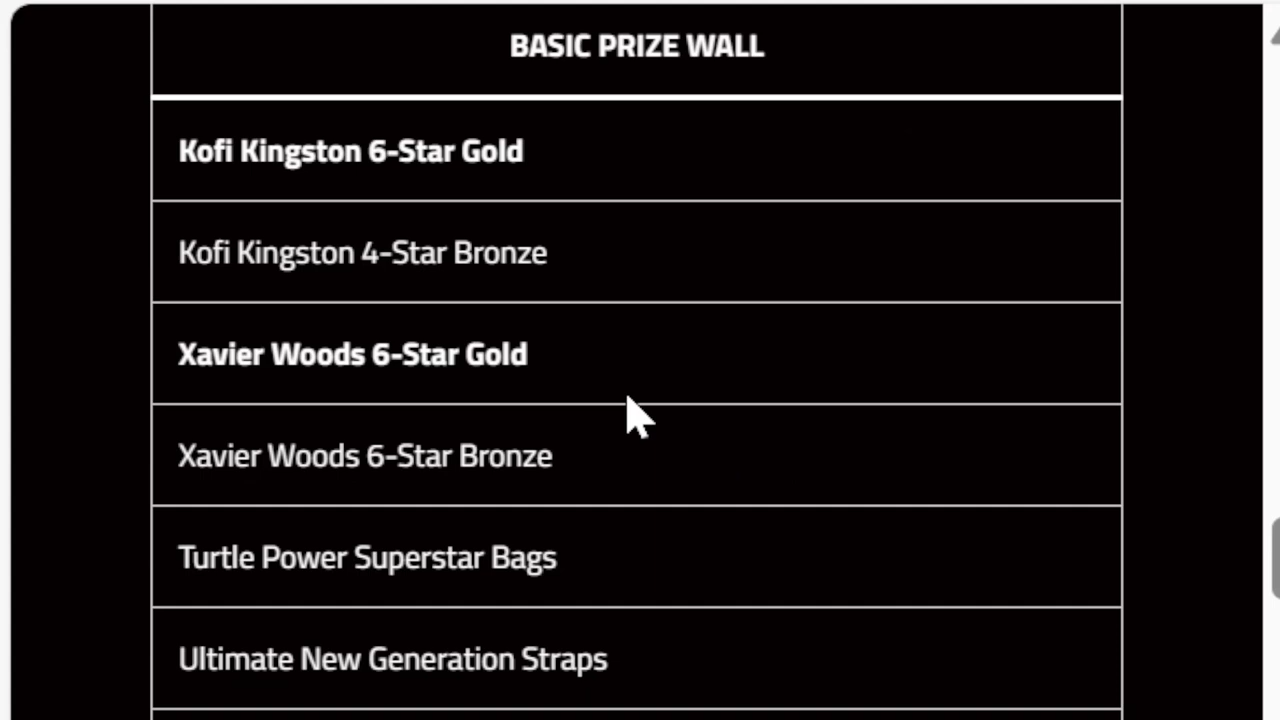 BASIC PRIZE WALL
Kofi Kingston 6-Star Gold
Kofi Kingston 4-Star Bronze
Xavier Woods 6-Star Gold
Xavier Woods 6-Star Bronze
Turtle Power Superstar Bags
Ultimate New Generation Straps